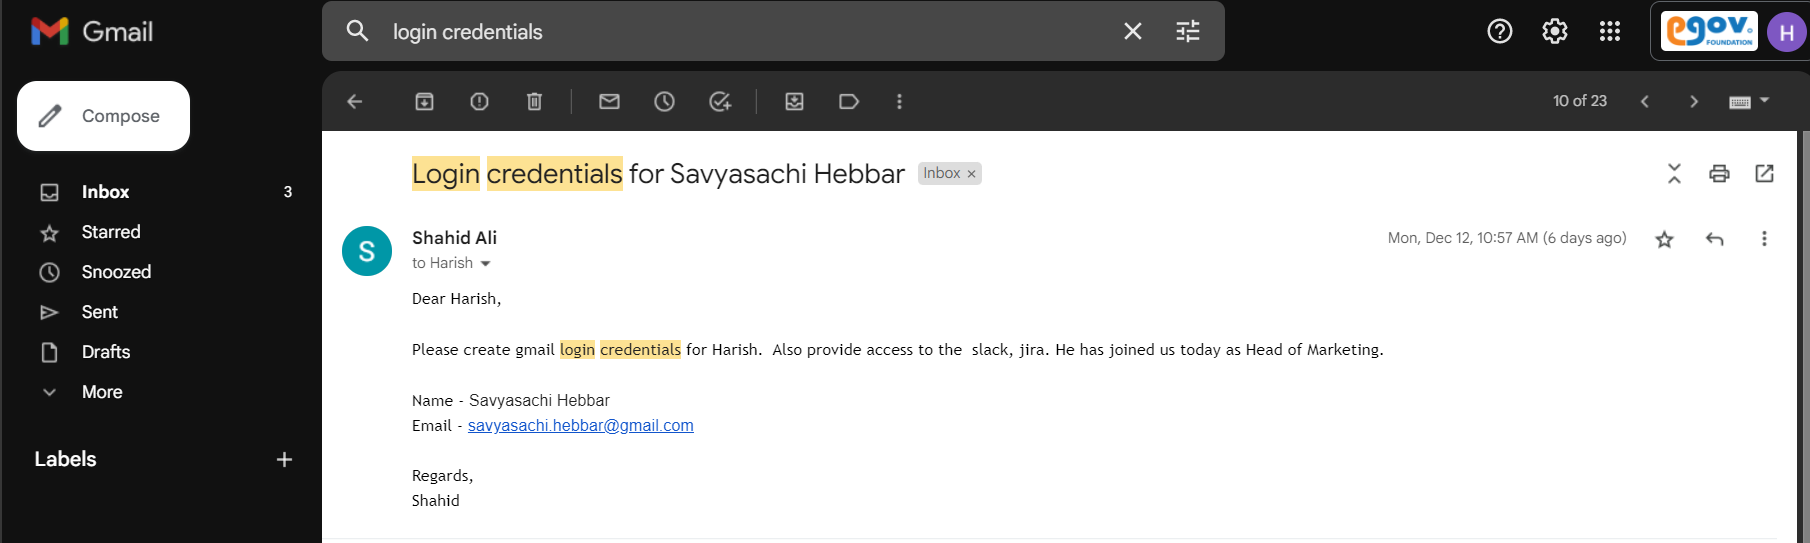 Gmail
login credentials
egov.
FOUNDATION
H
Compose
10 of 23
Inbox 3
Starred
Snoozed
Sent
Drafts
More
Labels
Login credentials for Savyasachi Hebbar Inbox ×
S
Shahid Ali
Mon, Dec 12, 10:57 AM (6 days ago)
to Harish
Dear Harish,
Please create gmail login credentials for Harish.  Also provide access to the  slack, jira. He has joined us today as Head of Marketing.
Name - Savyasachi Hebbar
Email - savyasachi.hebbar@gmail.com
Regards,
Shahid